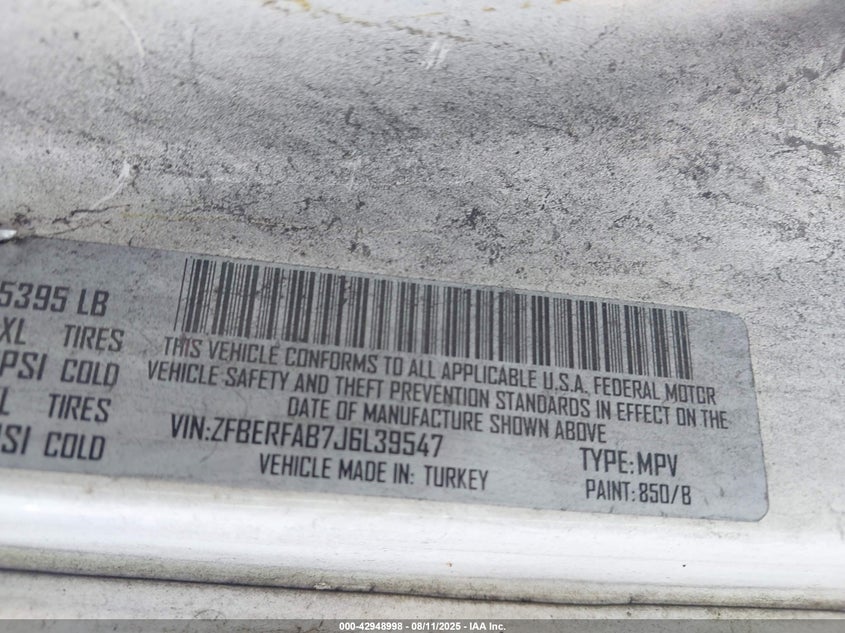 5395 LB
XL TIRES
PSI COLD
L TIRES
SI COLD
THIS VEHICLE CONFORMS TO ALL APPLICABLE U.S.A. FEDERAL MOTOR
VEHICLE SAFETY AND THEFT PREVENTION STANDARDS IN EFFECT ON THE
DATE OF MANUFACTURE SHOWN ABOVE
VIN:ZFBERFAB7J6L39547
TYPE:MPV
VEHICLE MADE IN: TURKEY
PAINT:850/B
000-42948998 - 08/11/2025 - IAA Inc.